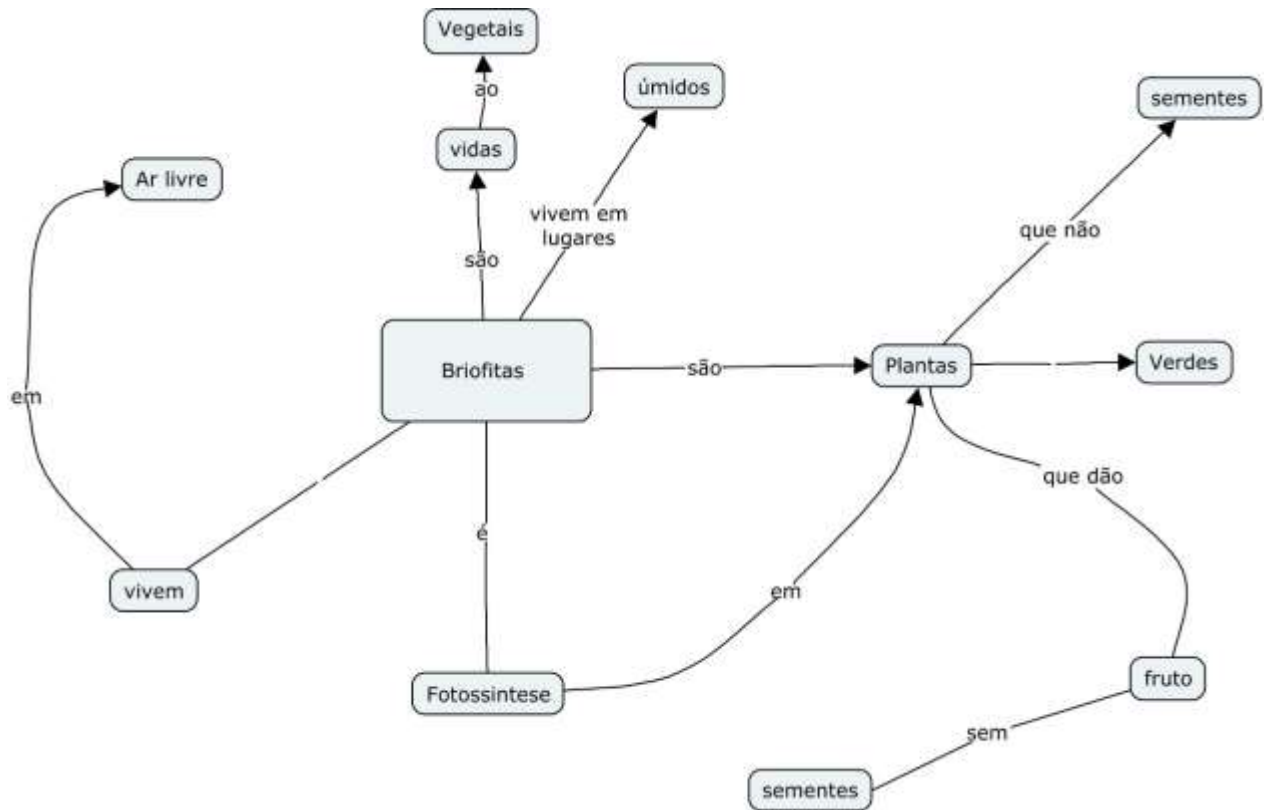 Vegetais
ao
úmidos
sementes
vidas
Ar livre
vivem em
lugares
que não
são
Briofitas
são
Plantas
Verdes
em
que dão
é
vivem
em
Fotossintese
fruto
sem
sementes